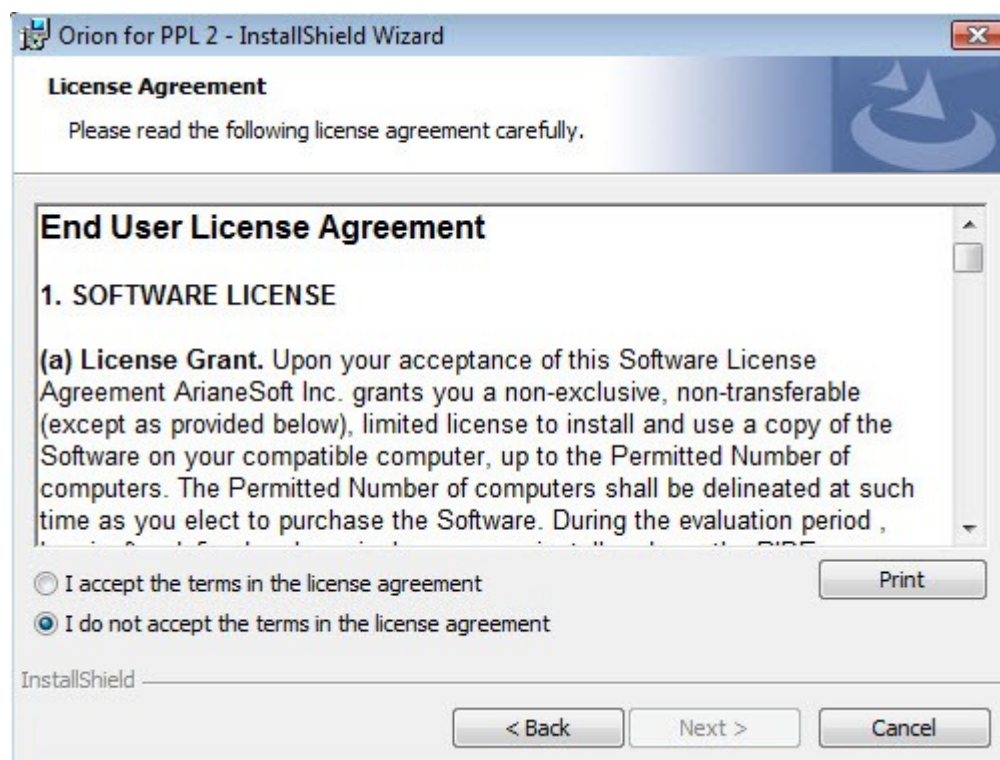 Orion for PPL 2 - InstallShield Wizard
License Agreement
Please read the following license agreement carefully.
End User License Agreement
1. SOFTWARE LICENSE
(a) License Grant. Upon your acceptance of this Software License
Agreement ArianeSoft Inc. grants you a non-exclusive, non-transferable
(except as provided below), limited license to install and use a copy of the
Software on your compatible computer, up to the Permitted Number of
computers. The Permitted Number of computers shall be delineated at such
time as you elect to purchase the Software. During the evaluation period ,
I accept the terms in the license agreement
Print
I do not accept the terms in the license agreement
InstallShield
< Back
Next >
Cancel